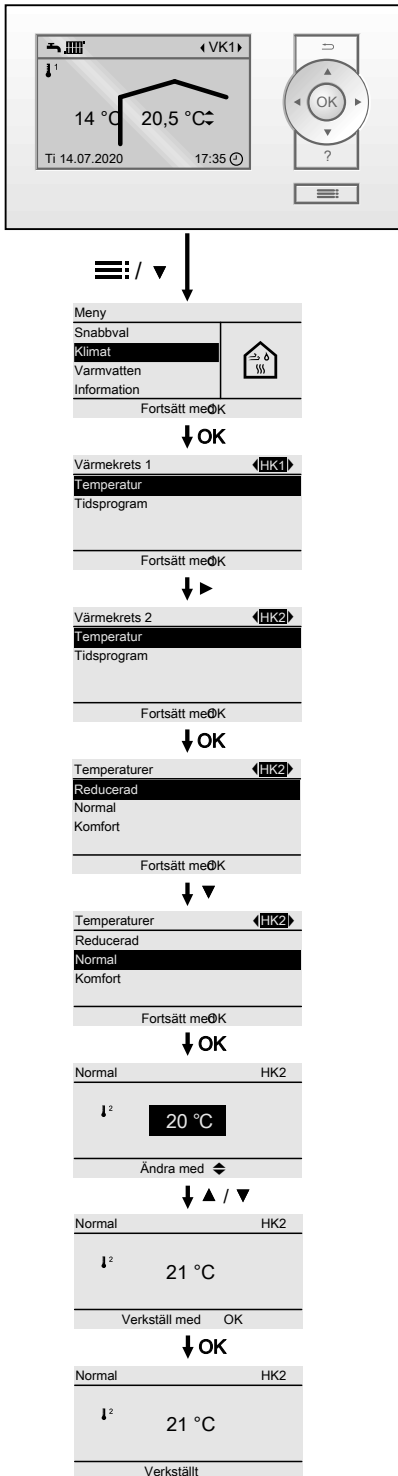 VK1
1
14 °C 20,5 °C
Ti 14.07.2020 17:35
OK
?
/
Meny
Snabbval
Klimat
Varmvatten
Information
Fortsätt med OK
OK
Värmekrets 1 HK1
Temperatur
Tidsprogram
Fortsätt med OK
Värmekrets 2 HK2
Temperatur
Tidsprogram
Fortsätt med OK
OK
Temperaturer HK2
Reducerad
Normal
Komfort
Fortsätt med OK
Temperaturer HK2
Reducerad
Normal
Komfort
Fortsätt med OK
OK
Normal HK2
2
20 °C
Ändra med
/
Normal HK2
2
21 °C
Verkställ med OK
OK
Normal HK2
2
21 °C
Verkställt